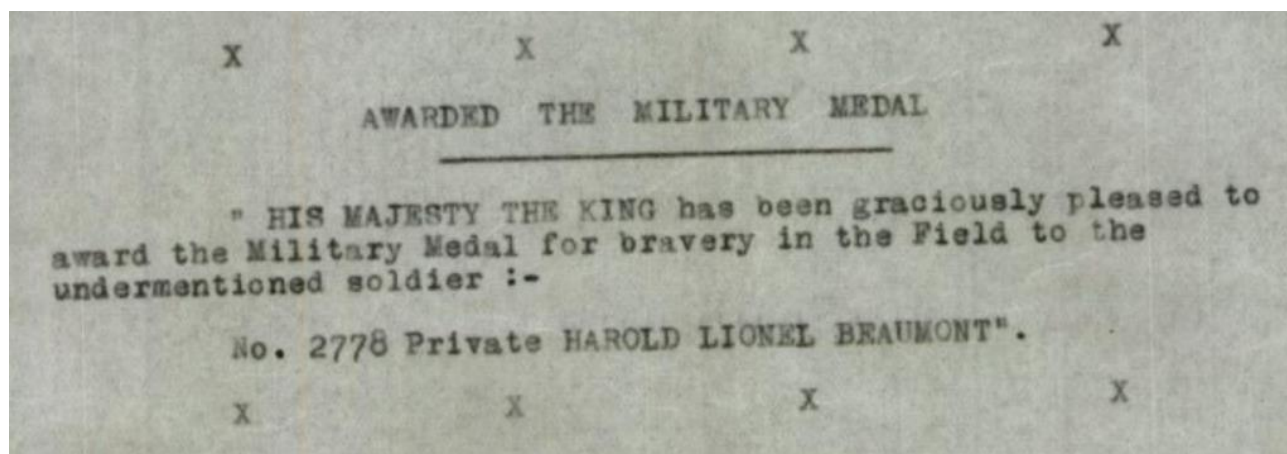 X X X X
AWARDED THE MILITARY MEDAL
" HIS MAJESTY THE KING has been graciously pleased to
award the Military Medal for bravery in the Field to the
undermentioned soldier :-
No. 2778 Private HAROLD LIONEL BEAUMONT".
X X X X